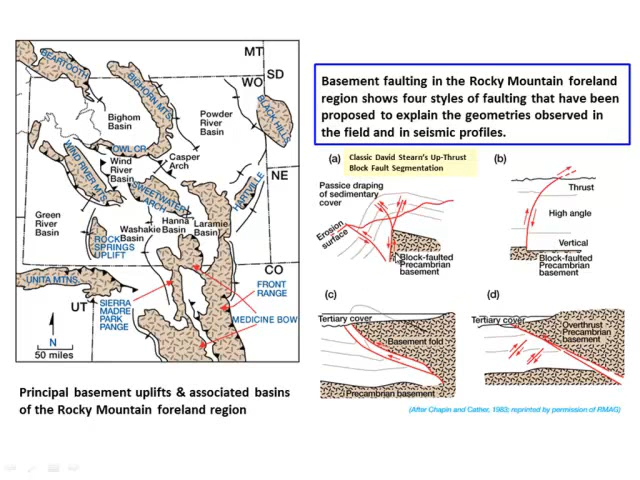 MT
SD
WO
BEARTOOTH
BIGHORN MTS.
Bighom
Basin
Powder
River
Basin
BLACK HILLS
OWL CR.
Casper
Arch
WIND RIVER MTS.
Wind
River
Basin
NE
SWEETWATER
ARCH
HARTVILLE
Green
River
Basin
Hanna
Basin
Laramie
Basin
Washakie
Basin
ROCK
SPRINGS
UPLIFT
CO
UNITA MTNS.
UT
SIERRA
MADRE
PARK
PANGE
FRONT
RANGE
MEDICINE BOW
N
50 miles
Principal basement uplifts & associated basins
of the Rocky Mountain foreland region
Basement faulting in the Rocky Mountain foreland
region shows four styles of faulting that have been
proposed to explain the geometries observed in
the field and in seismic profiles.
(a)
Classic David Stearn's Up-Thrust
Block Fault Segmentation
Passice draping
of sedimentary
cover
Erosion
surface
Block-faulted
Precambrian
basement
(b)
Thrust
High angle
Vertical
Block-faulted
Precambrian
basement
(c)
Tertiary cover
Basement fold
Precambrian basement
(d)
Tertiary cover
Overthrust
Precambrian
basement
(After Chapin and Cather, 1983; reprinted by permission of RMAG)